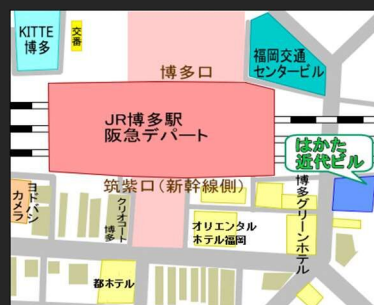 KITTE
博多
交番
福岡交通
センタービル
博多口
JR博多駅
阪急デパート
はかた
近代ビル
筑紫口(新幹線側)
ヨドバシ
カメラ
クリオコート
博多
オリエンタル
ホテル福岡
博多グリーンホテル
都ホテル